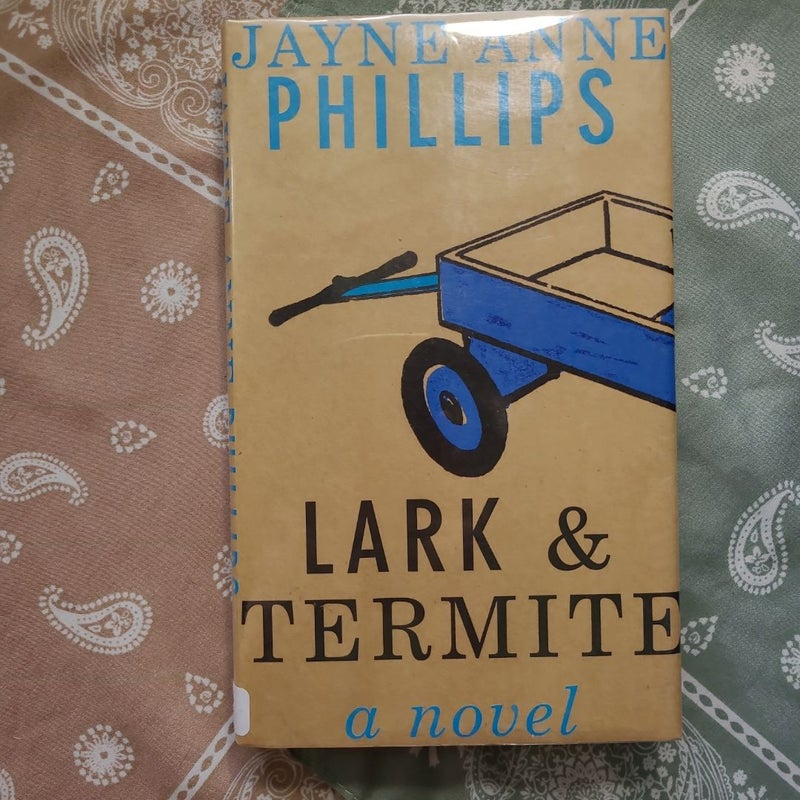 JAYNE ANNE
PHILLIPS
LARK &
TERMITE
a novel